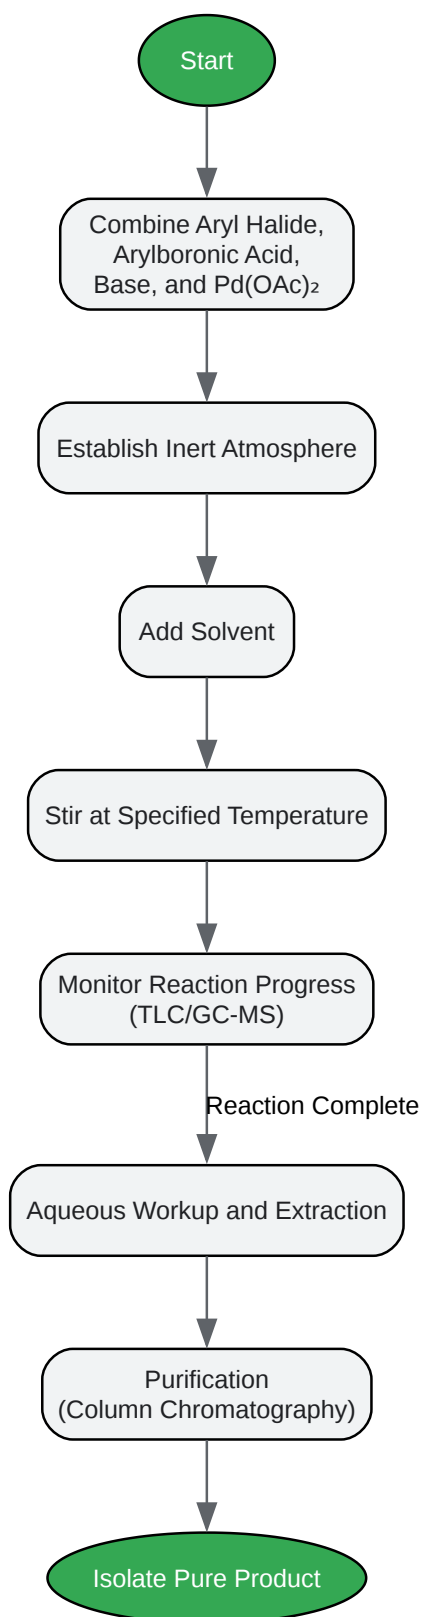 Start
Combine Aryl Halide,
Arylboronic Acid,
Base, and Pd(OAc)₂
Establish Inert Atmosphere
Add Solvent
Stir at Specified Temperature
Monitor Reaction Progress
(TLC/GC-MS)
Reaction Complete
Aqueous Workup and Extraction
Purification
(Column Chromatography)
Isolate Pure Product